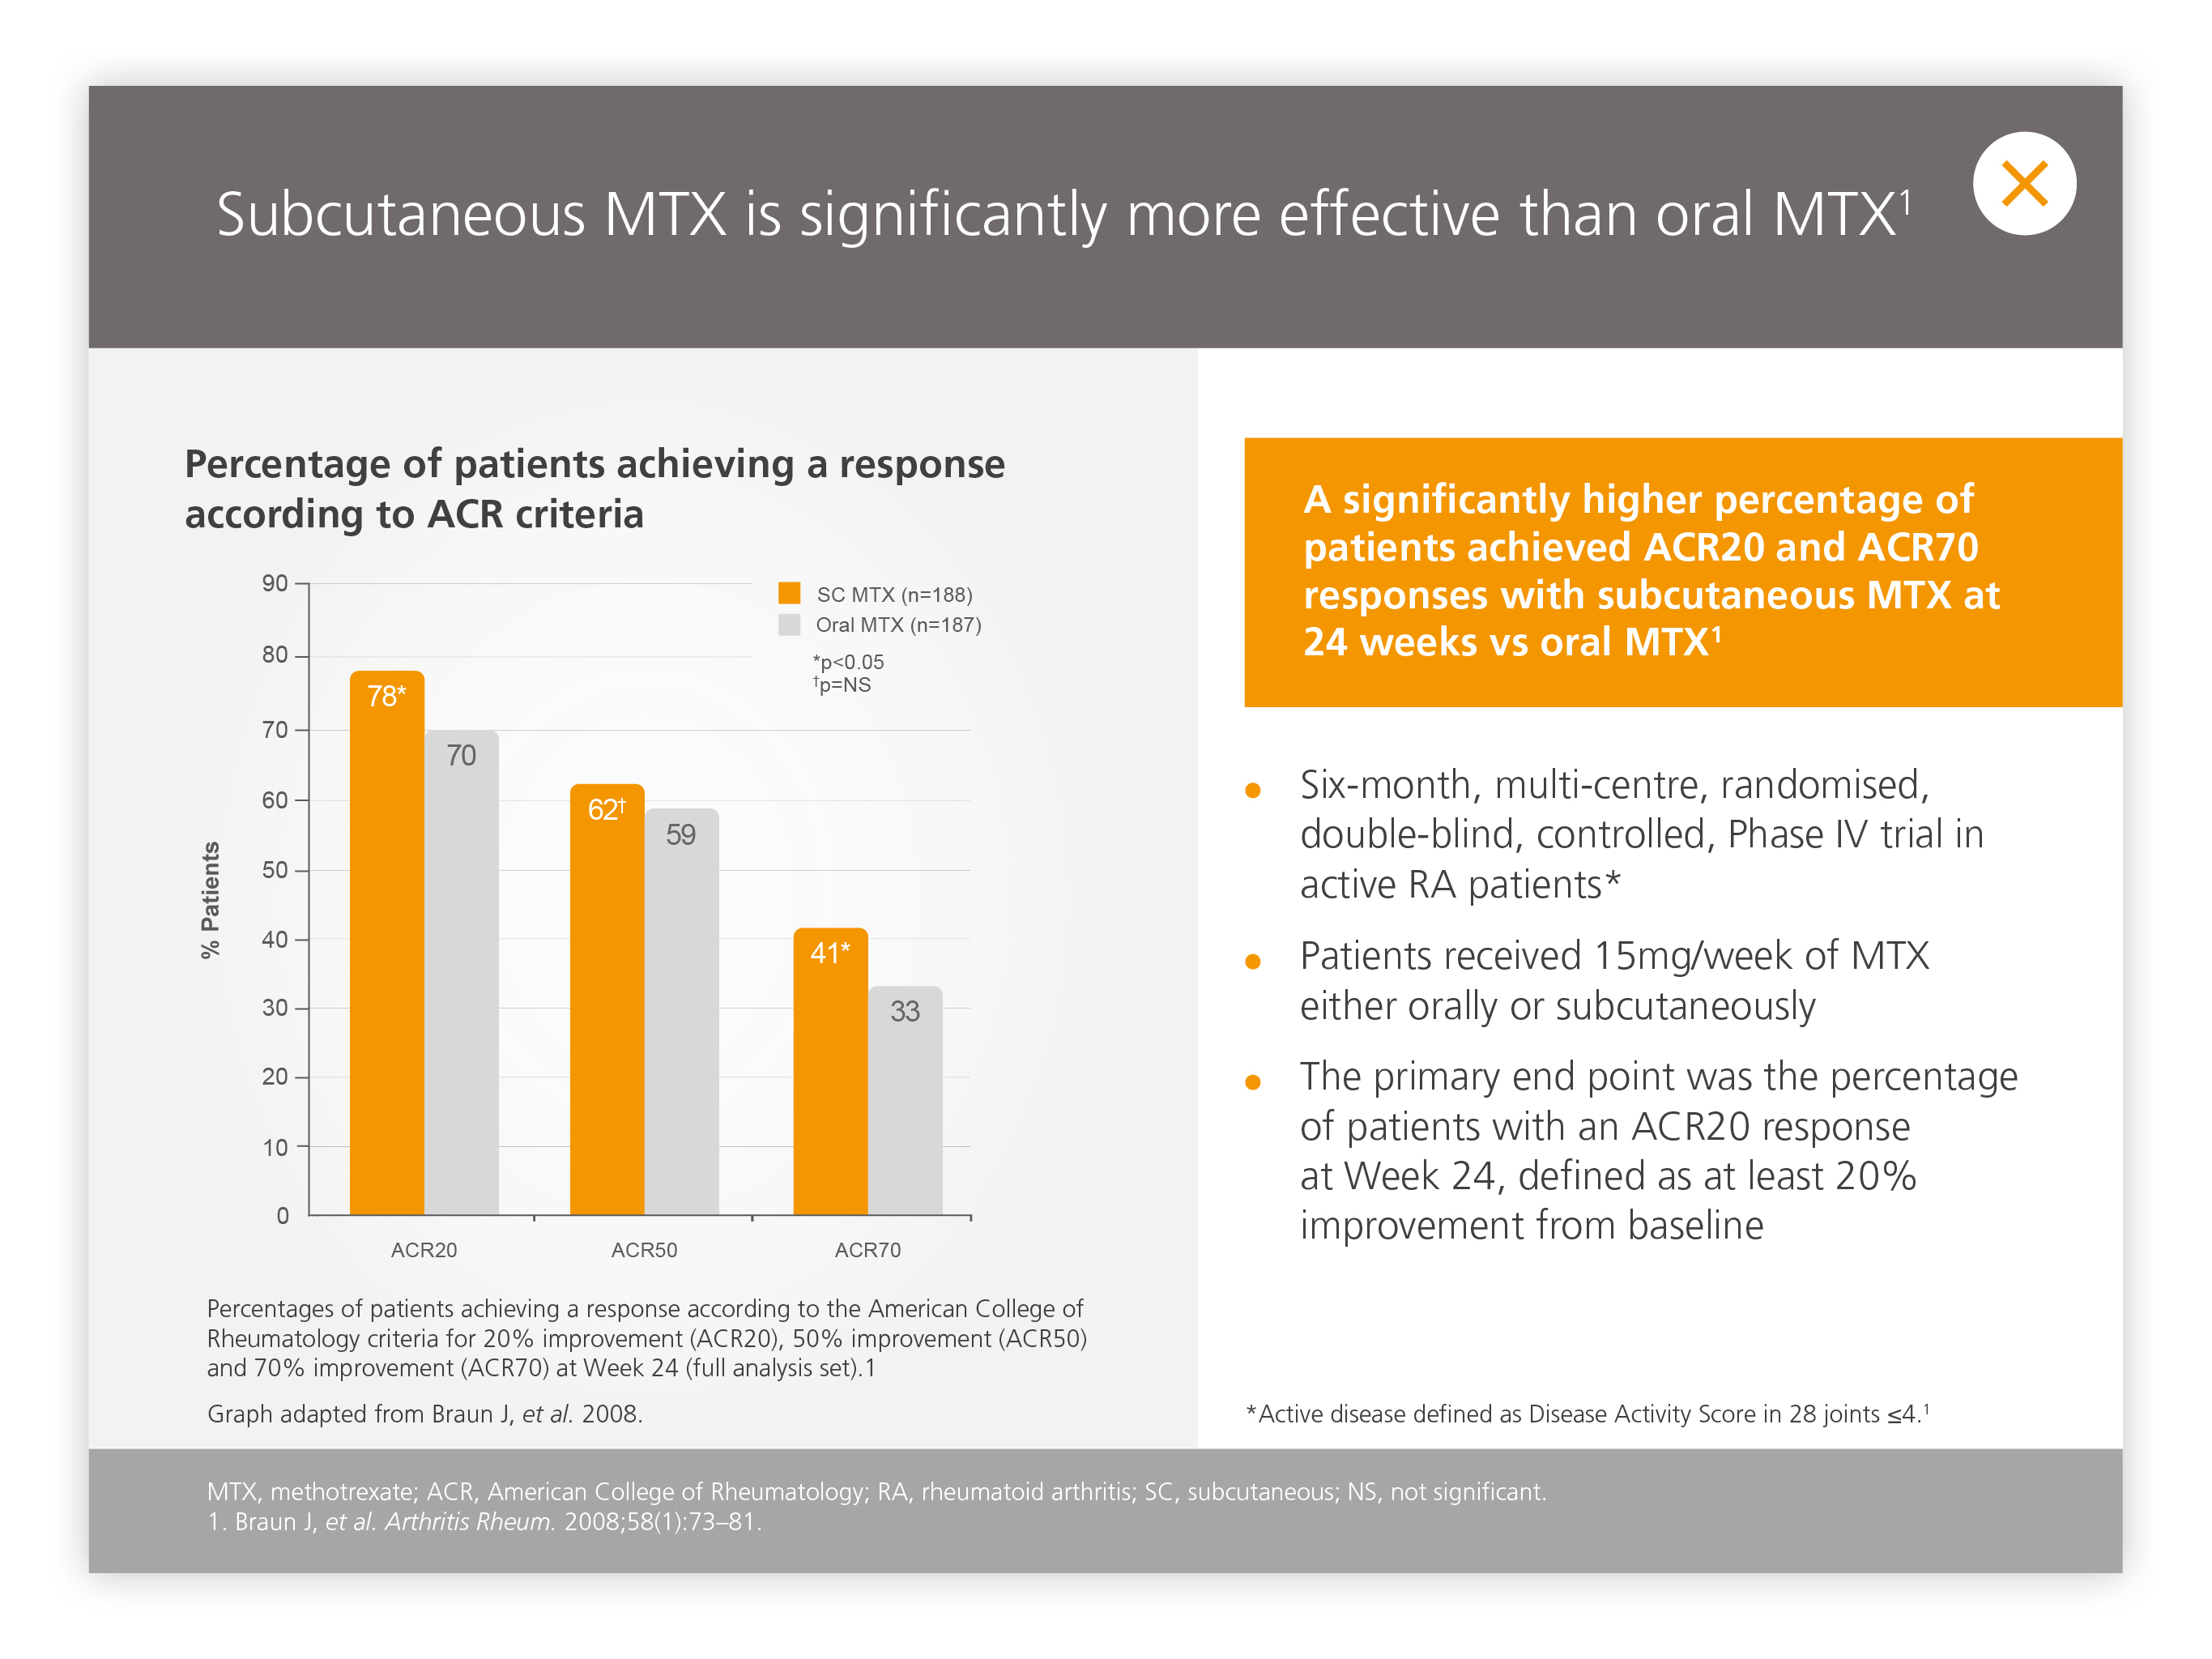 Subcutaneous MTX is significantly more effective than oral MTX¹
Percentage of patients achieving a response
according to ACR criteria
% Patients
90
80
70
60
50
40
30
20
10
0
SC MTX (n=188)
Oral MTX (n=187)
*p<0.05
†p=NS
78*
70
62†
59
41*
33
ACR20
ACR50
ACR70
Percentages of patients achieving a response according to the American College of
Rheumatology criteria for 20% improvement (ACR20), 50% improvement (ACR50)
and 70% improvement (ACR70) at Week 24 (full analysis set).1
Graph adapted from Braun J, et al. 2008.
A significantly higher percentage of
patients achieved ACR20 and ACR70
responses with subcutaneous MTX at
24 weeks vs oral MTX¹
• Six-month, multi-centre, randomised,
double-blind, controlled, Phase IV trial in
active RA patients*
• Patients received 15mg/week of MTX
either orally or subcutaneously
• The primary end point was the percentage
of patients with an ACR20 response
at Week 24, defined as at least 20%
improvement from baseline
*Active disease defined as Disease Activity Score in 28 joints ≤4.¹
MTX, methotrexate; ACR, American College of Rheumatology; RA, rheumatoid arthritis; SC, subcutaneous; NS, not significant.
1. Braun J, et al. Arthritis Rheum. 2008;58(1):73–81.